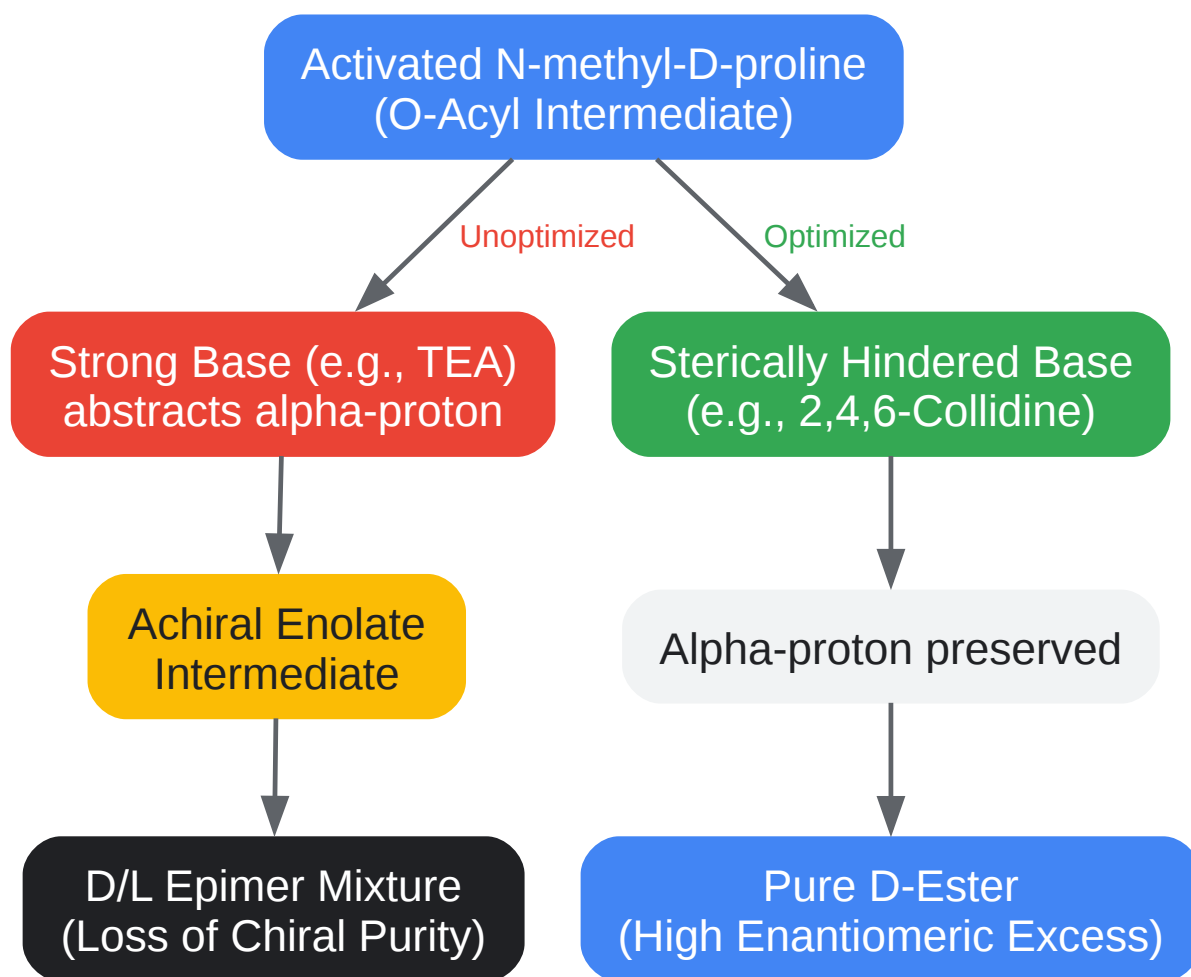 Activated N-methyl-D-proline
(O-Acyl Intermediate)
Unoptimized
Optimized
Strong Base (e.g., TEA)
abstracts alpha-proton
Sterically Hindered Base
(e.g., 2,4,6-Collidine)
Achiral Enolate
Intermediate
Alpha-proton preserved
D/L Epimer Mixture
(Loss of Chiral Purity)
Pure D-Ester
(High Enantiomeric Excess)